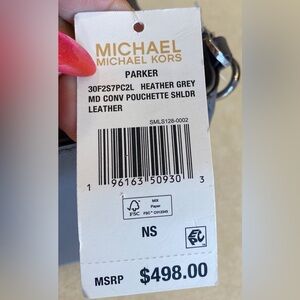 MICHAEL
MICHAEL KORS
PARKER
30F2S7PC2L HEATHER GREY
MD CONV POUCHETTE SHLDR
LEATHER
SMLS128-0002
1 96163 50930 3
FSC
MIX
Paper
NS
MSRP $498.00